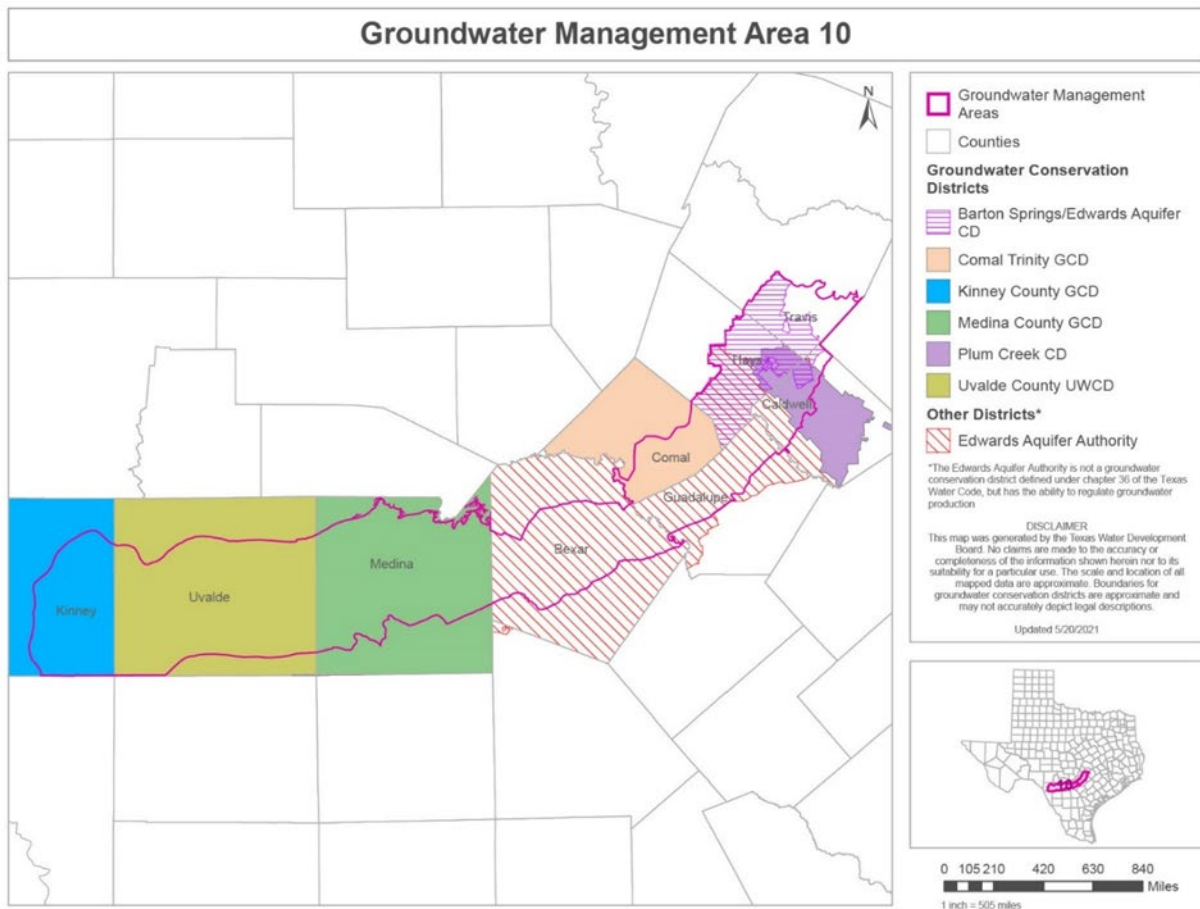 Groundwater Management Area 10
N
Travis
Hays
Caldwell
Comal
Guadalupe
Bexar
Medina
Uvalde
Kinney
Groundwater Management
Areas
Counties
Groundwater Conservation
Districts
Barton Springs/Edwards Aquifer
CD
Comal Trinity GCD
Kinney County GCD
Medina County GCD
Plum Creek CD
Uvalde County UWCD
Other Districts*
Edwards Aquifer Authority
*The Edwards Aquifer Authority is not a groundwater
conservation district defined under chapter 36 of the Texas
Water Code, but has the ability to regulate groundwater
production
DISCLAIMER
This map was generated by the Texas Water Development
Board. No claims are made to the accuracy or
completeness of the information shown herein nor to its
suitability for a particular use. The scale and location of all
mapped data are approximate. Boundaries for
groundwater conservation districts are approximate and
may not accurately depict legal descriptions.
Updated 5/20/2021
10
0 105 210 420 630 840
Miles
1 inch = 505 miles